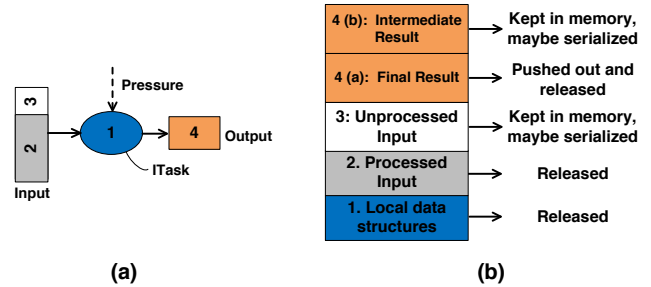 3
2
Input
Pressure
1
4
Output
ITask
(a)
4 (b): Intermediate
Result
Kept in memory,
maybe serialized
4 (a): Final Result
Pushed out and
released
3: Unprocessed
Input
Kept in memory,
maybe serialized
2. Processed
Input
Released
1. Local data
structures
Released
(b)